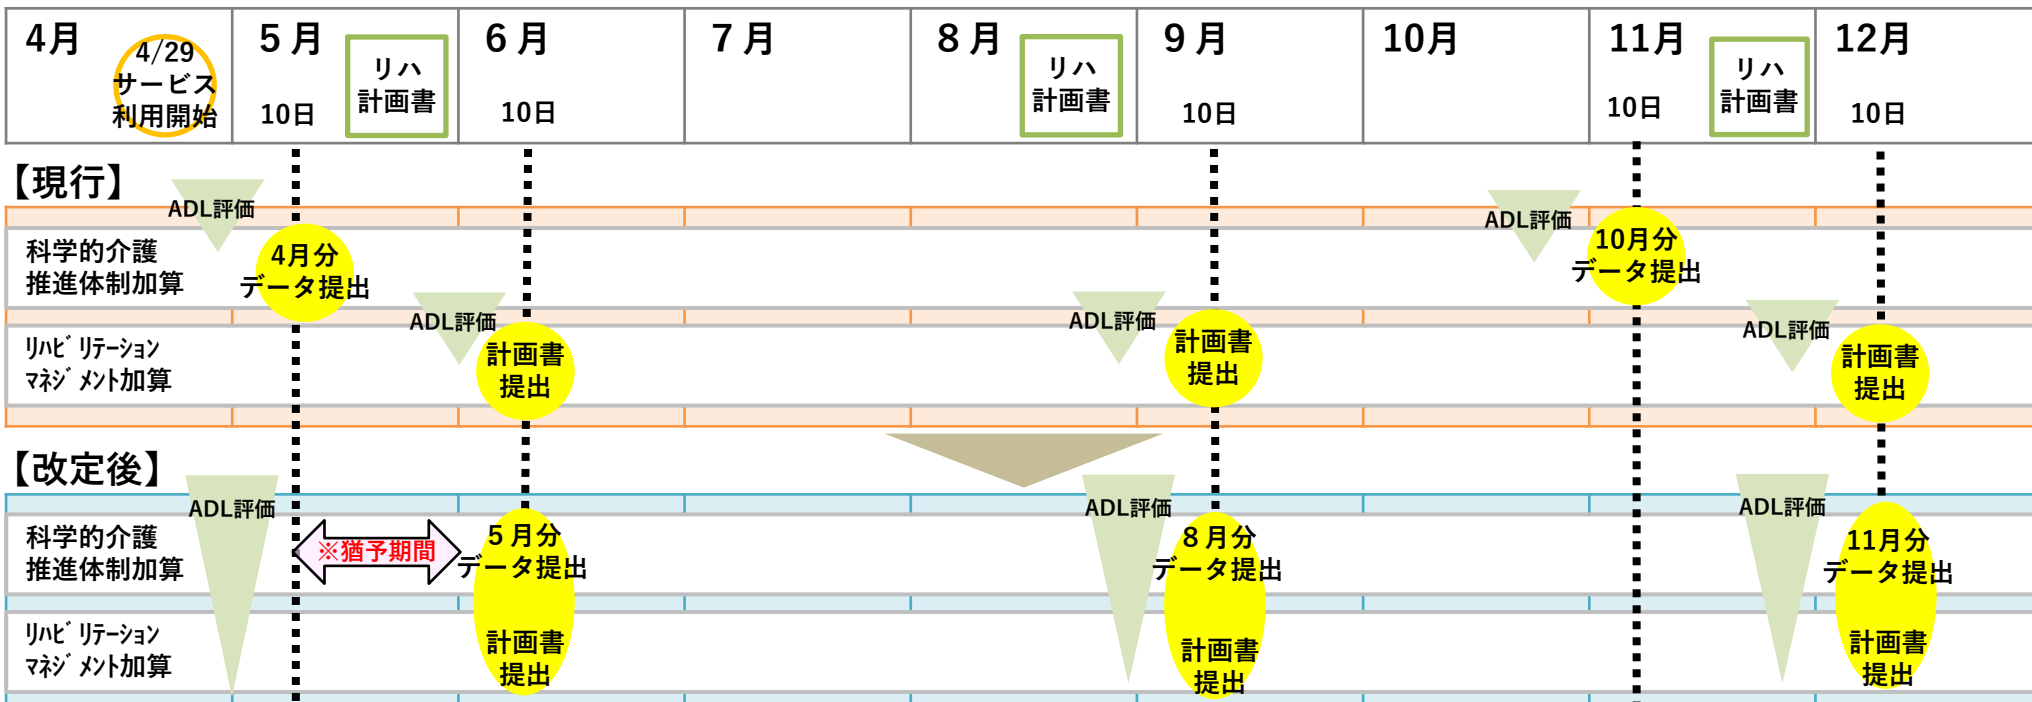 4月
4/29
サービス
利用開始
5月
10日
リハ
計画書
6月
10日
7月
8月
リハ
計画書
9月
10日
10月
11月
10日
リハ
計画書
12月
10日
【現行】
ADL評価
ADL評価
科学的介護
推進体制加算
4月分
データ提出
10月分
データ提出
ADL評価
ADL評価
ADL評価
リハビリテーション
マネジメント加算
計画書
提出
計画書
提出
計画書
提出
【改定後】
ADL評価
ADL評価
ADL評価
科学的介護
推進体制加算
※猶予期間
5月分
データ提出
8月分
データ提出
11月分
データ提出
リハビリテーション
マネジメント加算
計画書
提出
計画書
提出
計画書
提出